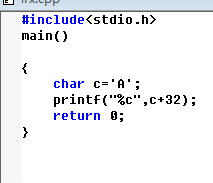 #include<stdio.h>
main()
{
char c='A';
printf("%c",c+32);
return 0;
}